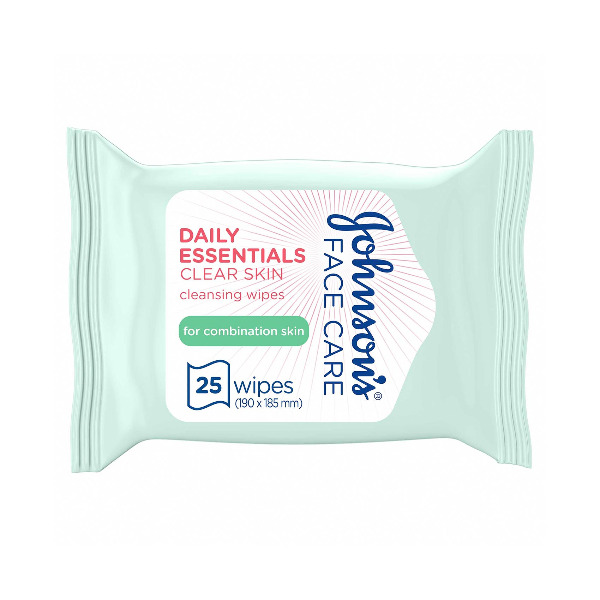 DAILY
ESSENTIALS
CLEAR SKIN
cleansing wipes
for combination skin
25 wipes
(190 x 185 mm)
Johnson's®
FACE CARE